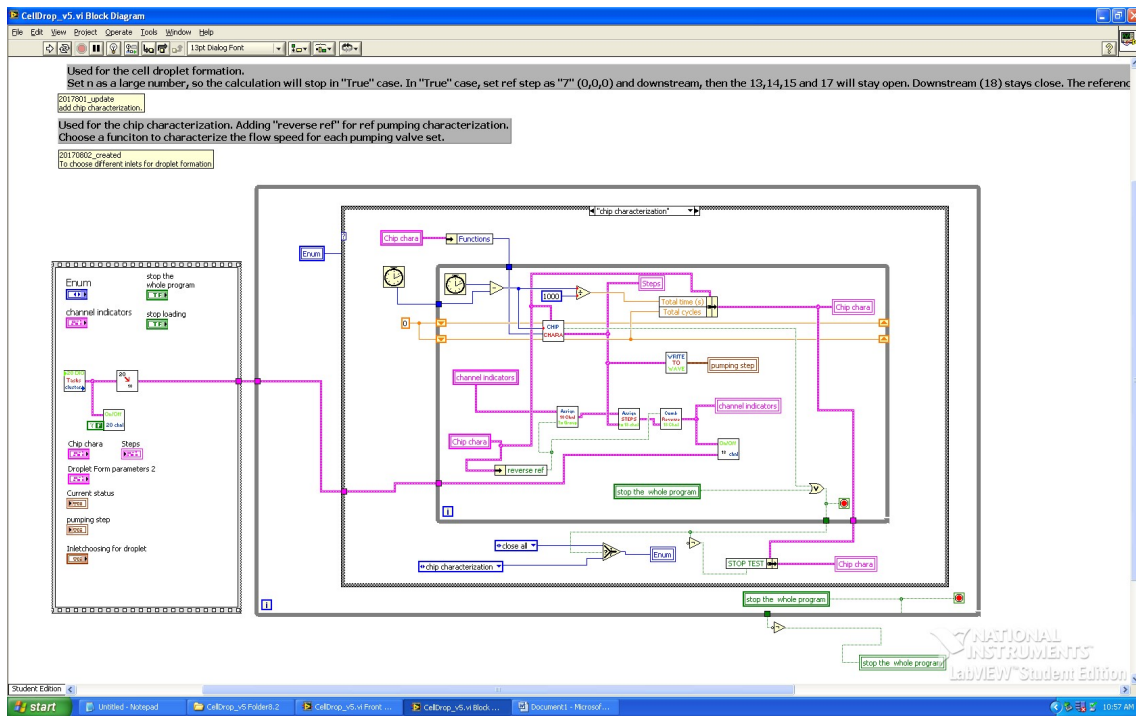 CellDrop_v5.vi Block Diagram
File Edit View Project Operate Tools Window Help
13pt Dialog Font
Used for the cell droplet formation.
Set n as a large number, so the calculation will stop in "True" case. In "True" case, set ref step as "7" (0,0,0) and downstream, then the 13,14,15 and 17 will stay open. Downstream (18) stays close. The referenc
2017801_update
add chip characterization.
Used for the chip characterization. Adding "reverse ref" for ref pumping characterization.
Choose a funciton to characterize the flow speed for each pumping valve set.
20170802_created
To choose different inlets for droplet formation
"chip characterization"
Chip chara
Functions
Enum
Enum
stop the
whole program
TF
channel indicators
stop loading
TF
Steps
1000
Total time (s)
Total cycles
Chip chara
0
CHIP
CHARA
WRITE
TO
WAVE
pumping step
Tasks
20
TF
20 chal
channel indicators
Assign
Assign
STEPS
channel indicators
Chip chara
reverse ref
Chip chara
Steps
Droplet Form parameters 2
Current status
pumping step
Inletchoosing for droplet
stop the whole program
i
close all
Enum
chip characterization
STOP TEST
Chip chara
i
stop the whole program
stop the whole program
NATIONAL
INSTRUMENTS
LabVIEW Student Edition
Student Edition
start
Untitled - Notepad
CellDrop_v5 Folder8.2
CellDrop_v5.vi Front ...
CellDrop_v5.vi Block ...
Document1 - Microsof...
10:57 AM